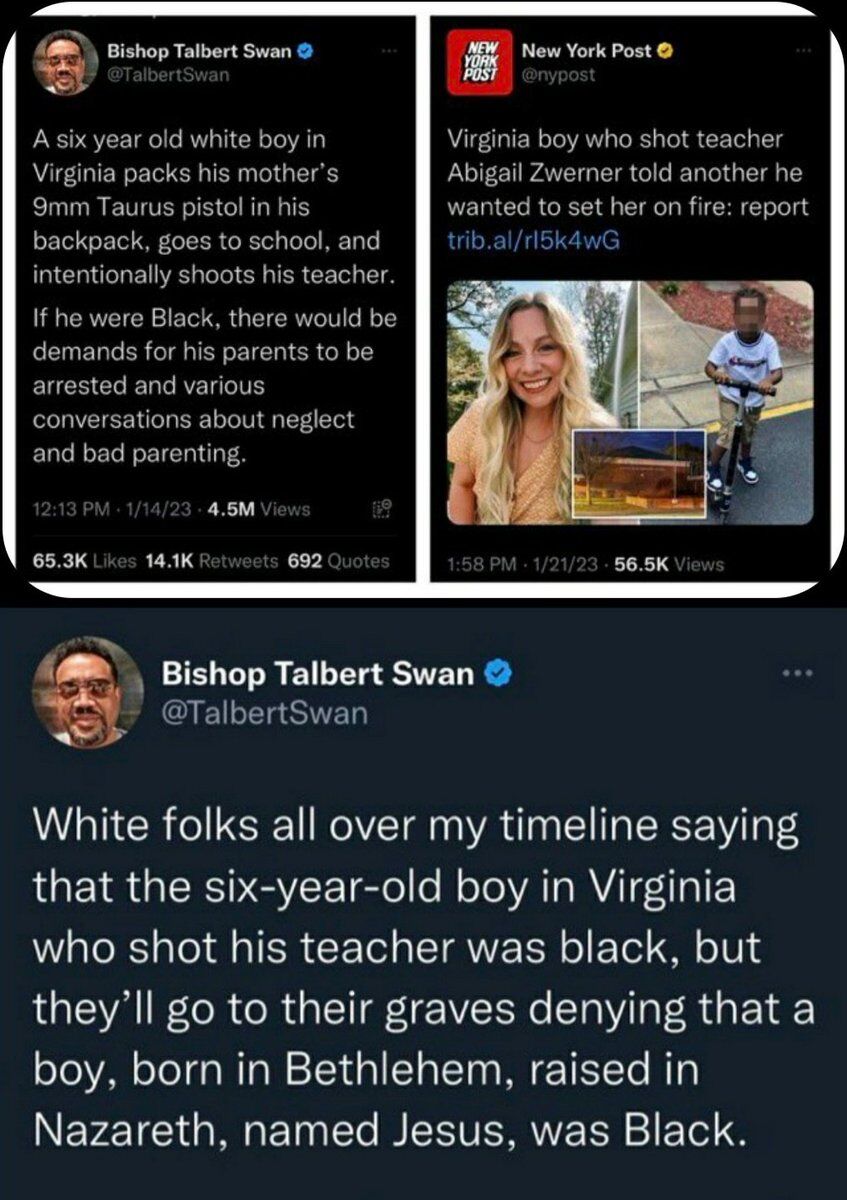 Bishop Talbert Swan
@TalbertSwan
A six year old white boy in
Virginia packs his mother's
9mm Taurus pistol in his
backpack, goes to school, and
intentionally shoots his teacher.
If he were Black, there would be
demands for his parents to be
arrested and various
conversations about neglect
and bad parenting.
12:13 PM · 1/14/23 · 4.5M Views
65.3K Likes 14.1K Retweets 692 Quotes
NEW
YORK
POST
New York Post
@nypost
Virginia boy who shot teacher
Abigail Zwerner told another he
wanted to set her on fire: report
trib.al/rl5k4wG
1:58 PM · 1/21/23 · 56.5K Views
Bishop Talbert Swan
@TalbertSwan
White folks all over my timeline saying
that the six-year-old boy in Virginia
who shot his teacher was black, but
they'll go to their graves denying that a
boy, born in Bethlehem, raised in
Nazareth, named Jesus, was Black.